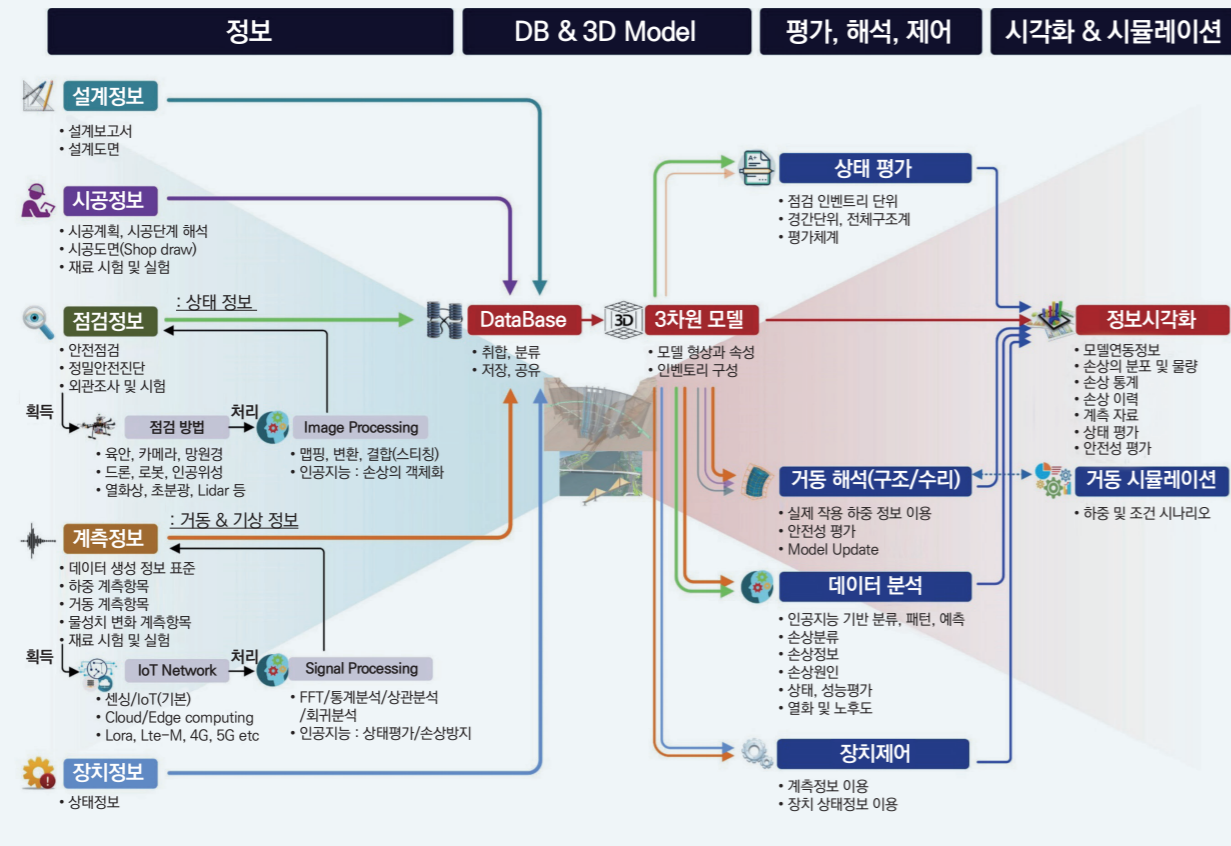 정보
DB & 3D Model
평가, 해석, 제어
시각화 & 시뮬레이션
설계정보
• 설계보고서
• 설계도면
시공정보
• 시공계획, 시공단계 해석
• 시공도면(Shop draw)
• 재료 시험 및 실험
: 상태 정보
점검정보
• 안전점검
• 정밀안전진단
• 외관조사 및 시험
획득
점검 방법
처리
Image Processing
• 육안, 카메라, 망원경
• 드론, 로봇, 인공위성
• 열화상, 초분광, Lidar 등
• 맵핑, 변환, 결합(스티칭)
• 인공지능 : 손상의 객체화
: 거동 & 기상 정보
계측정보
• 데이터 생성 정보 표준
• 하중 계측항목
• 거동 계측항목
• 물성치 변화 계측항목
• 재료 시험 및 실험
획득
IoT Network
처리
Signal Processing
• 센싱/IoT(기본)
• Cloud/Edge computing
• Lora, Lte-M, 4G, 5G etc
• FFT/통계분석/상관분석
/회귀분석
• 인공지능 : 상태평가/손상방지
장치정보
• 상태정보
DataBase
• 취합, 분류
• 저장, 공유
3D
3차원 모델
• 모델 형상과 속성
• 인벤토리 구성
A+
상태 평가
• 점검 인벤트리 단위
• 경간단위, 전체구조계
• 평가체계
거동 해석(구조/수리)
• 실제 작용 하중 정보 이용
• 안전성 평가
• Model Update
데이터 분석
• 인공지능 기반 분류, 패턴, 예측
• 손상분류
• 손상정보
• 손상원인
• 상태, 성능평가
• 열화 및 노후도
장치제어
• 계측정보 이용
• 장치 상태정보 이용
정보시각화
• 모델연동정보
• 손상의 분포 및 물량
• 손상 통계
• 손상 이력
• 계측 자료
• 상태 평가
• 안전성 평가
거동 시뮬레이션
• 하중 및 조건 시나리오